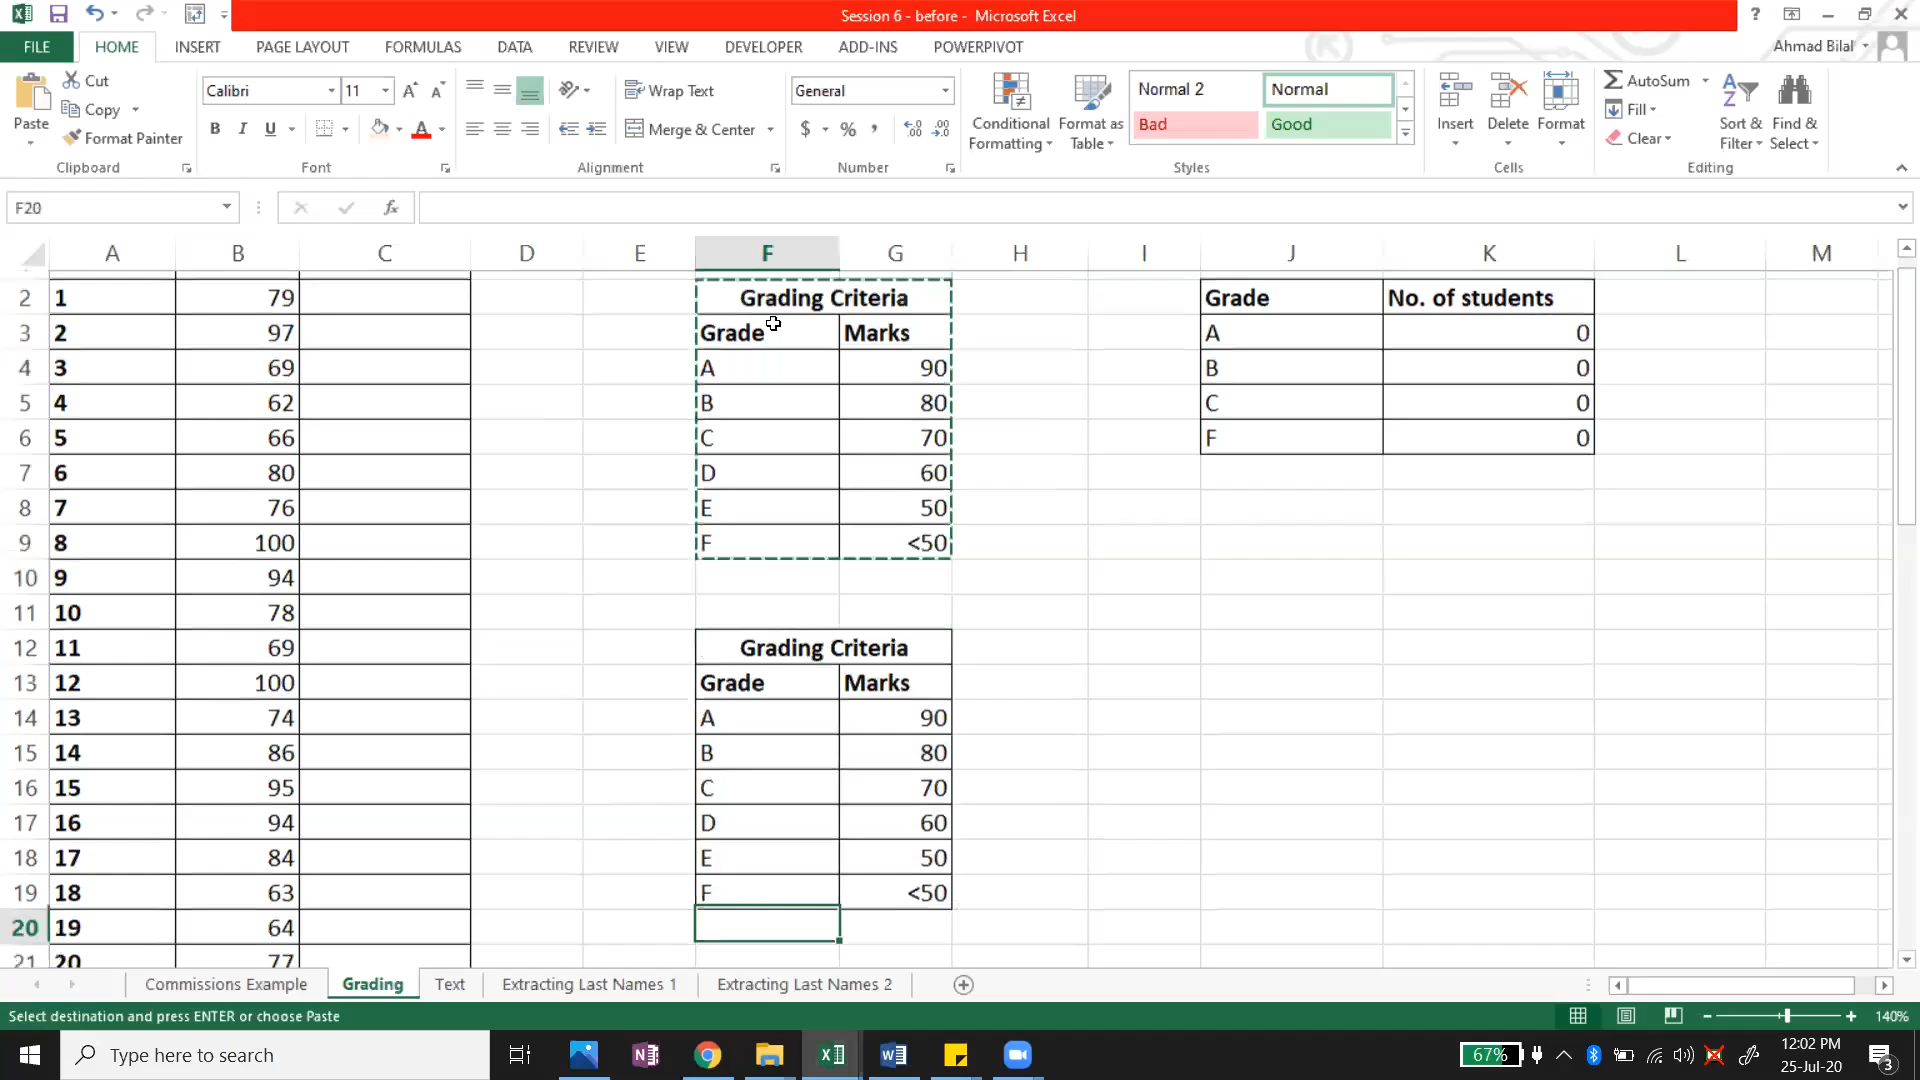 Session 6 - before - Microsoft Excel
FILE HOME INSERT PAGE LAYOUT FORMULAS DATA REVIEW VIEW DEVELOPER ADD-INS POWERPIVOT Ahmad Bilal
Paste Cut Copy Format Painter Clipboard
Calibri 11 B I U Font
Wrap Text Merge & Center Alignment
General $ % , Number
Conditional Formatting Format as Table Normal 2 Normal Bad Good Styles
Insert Delete Format Cells
AutoSum Fill Clear Sort & Filter Find & Select Editing
F20 fx
A B C D E F G H I J K L M
2 1 79 Grading Criteria Grade No. of students
3 2 97 Grade Marks A 0
4 3 69 A 90 B 0
5 4 62 B 80 C 0
6 5 66 C 70 F 0
7 6 80 D 60
8 7 76 E 50
9 8 100 F <50
10 9 94
11 10 78
12 11 69 Grading Criteria
13 12 100 Grade Marks
14 13 74 A 90
15 14 86 B 80
16 15 95 C 70
17 16 94 D 60
18 17 84 E 50
19 18 63 F <50
20 19 64
21 20 77
Commissions Example Grading Text Extracting Last Names 1 Extracting Last Names 2
Select destination and press ENTER or choose Paste 140%
Type here to search 67% 12:02 PM
25-Jul-20 3